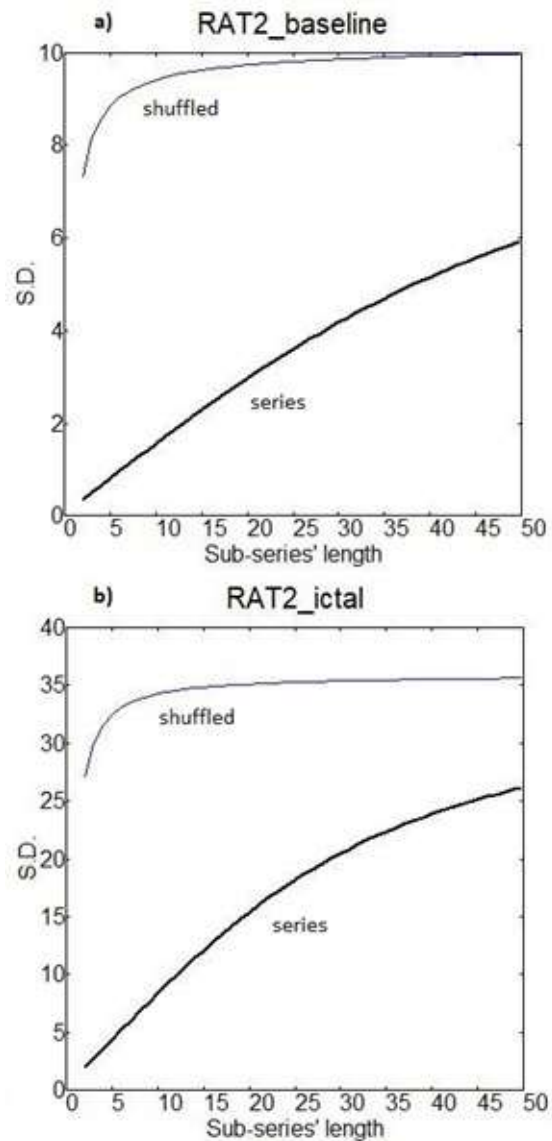 a) RAT2_baseline
10
8
6
4
2
0
S.D.
shuffled
series
0 5 10 15 20 25 30 35 40 45 50
Sub-series' length
b) RAT2_ictal
40
35
30
25
20
15
10
5
0
S.D.
shuffled
series
0 5 10 15 20 25 30 35 40 45 50
Sub-series' length